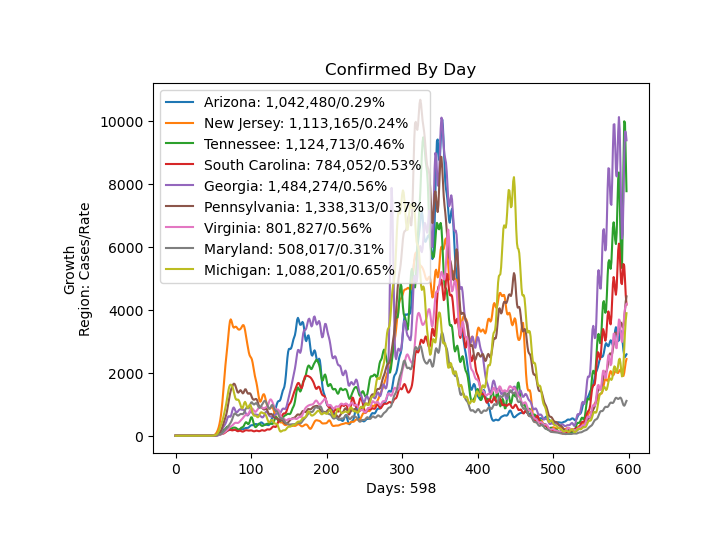 Confirmed By Day
Growth
Region: Cases/Rate
10000
8000
6000
4000
2000
0
Arizona: 1,042,480/0.29%
New Jersey: 1,113,165/0.24%
Tennessee: 1,124,713/0.46%
South Carolina: 784,052/0.53%
Georgia: 1,484,274/0.56%
Pennsylvania: 1,338,313/0.37%
Virginia: 801,827/0.56%
Maryland: 508,017/0.31%
Michigan: 1,088,201/0.65%
0 100 200 300 400 500 600
Days: 598